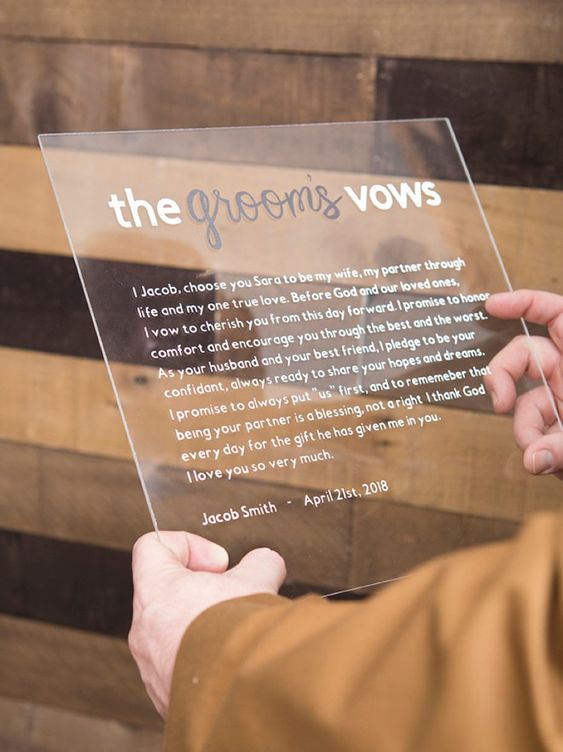 the groom's vows
I Jacob, choose you Sara to be my wife, my partner through
life and my one true love. Before God and our loved ones,
I vow to cherish you from this day forward. I promise to honor
comfort and encourage you through the best and the worst.
As your husband and your best friend, I pledge to be your
confidant, always ready to share your hopes and dreams.
I promise to always put "us" first, and to rememeber that
being your partner is a blessing, not a right. I thank God
every day for the gift he has given me in you.
I love you so very much.
Jacob Smith - April 21st, 2018